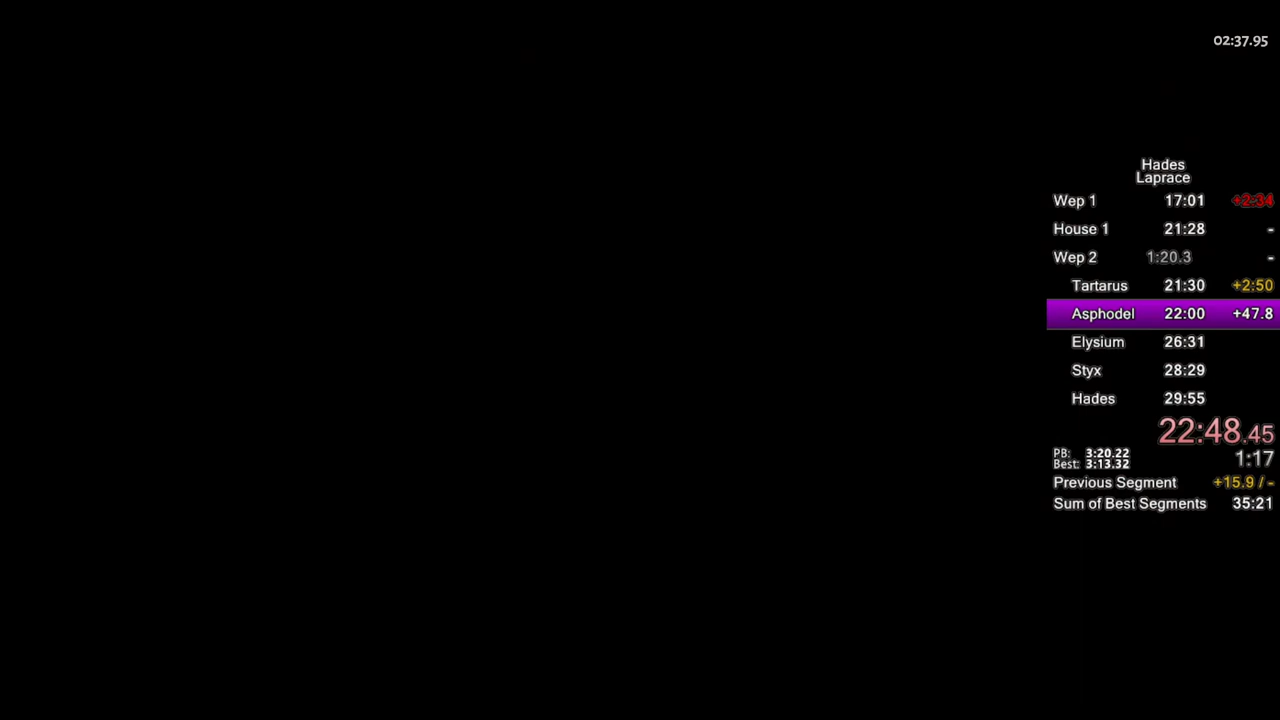 02:37.95
Hades
Laprace
Wep 1 17:01 +2:34
House 1 21:28 -
Wep 2 1:20.3 -
Tartarus 21:30 +2:50
Asphodel 22:00 +47.8
Elysium 26:31
Styx 28:29
Hades 29:55
22:48.45
PB: 3:20.22 1:17
Best: 3:13.32
Previous Segment +15.9 / -
Sum of Best Segments 35:21